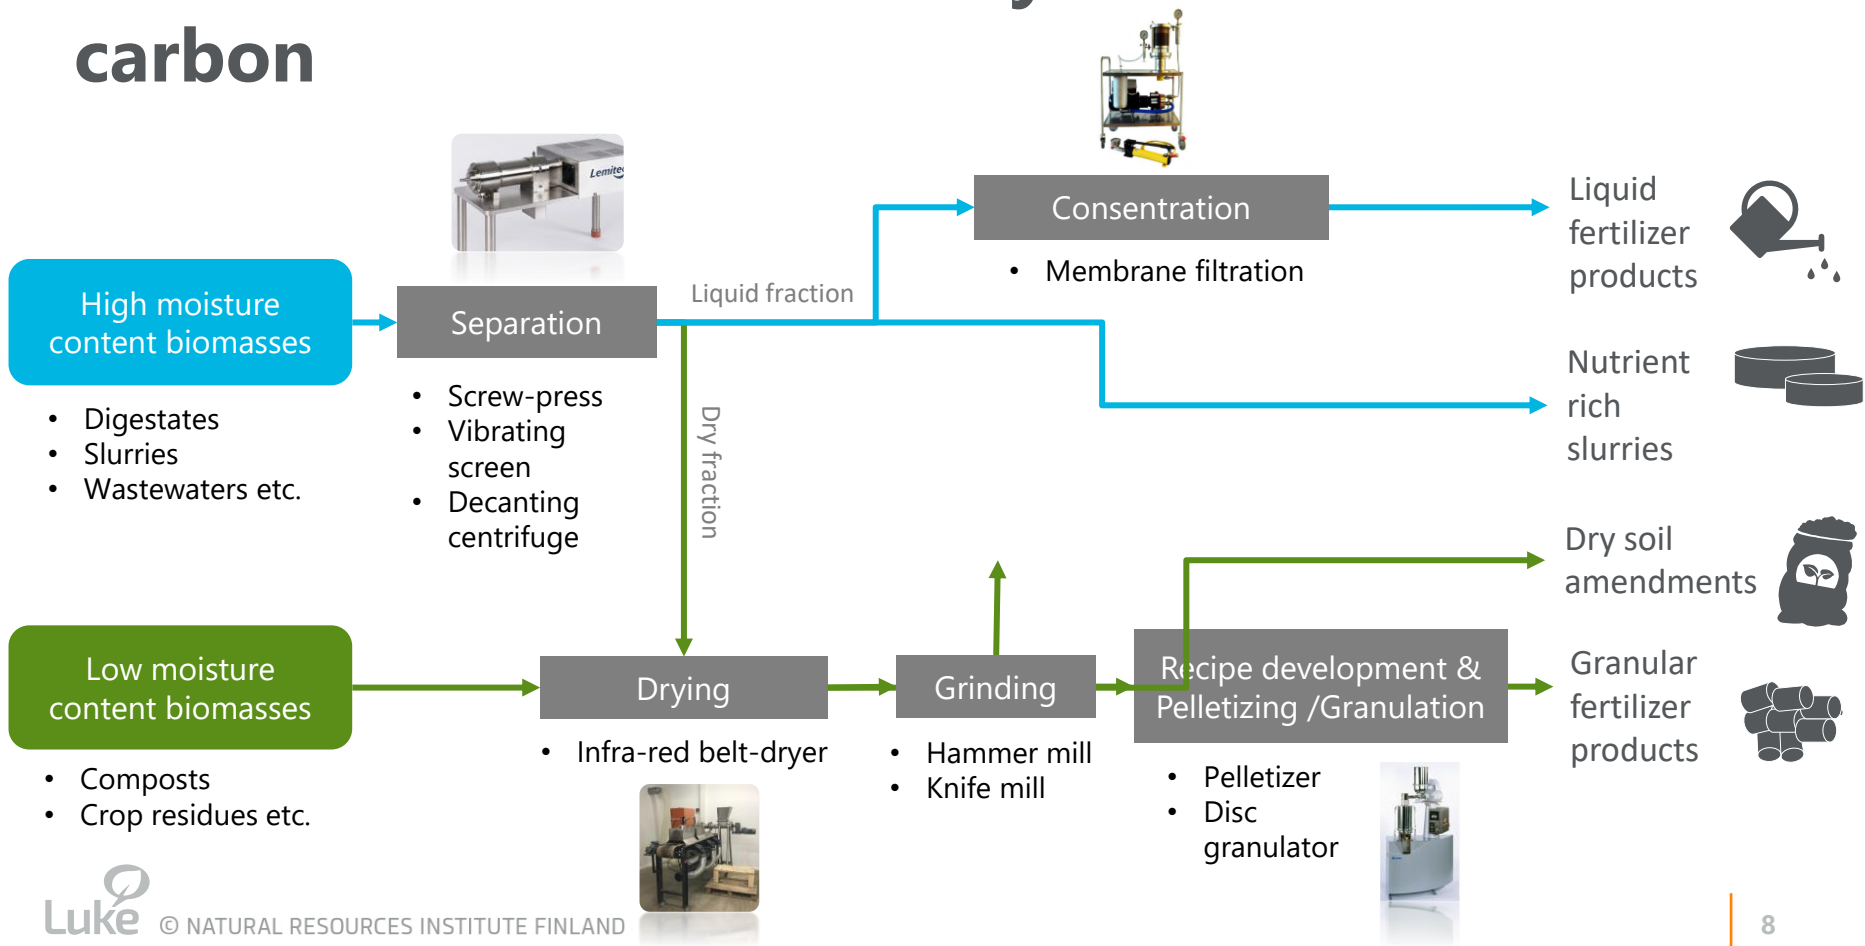 carbon
Lemitec
High moisture
content biomasses
• Digestates
• Slurries
• Wastewaters etc.
Separation
• Screw-press
• Vibrating
screen
• Decanting
centrifuge
Liquid fraction
Dry fraction
Consentration
• Membrane filtration
Liquid
fertilizer
products
Nutrient
rich
slurries
Dry soil
amendments
Low moisture
content biomasses
• Composts
• Crop residues etc.
Drying
• Infra-red belt-dryer
Grinding
• Hammer mill
• Knife mill
Recipe development &
Pelletizing /Granulation
• Pelletizer
• Disc
granulator
Granular
fertilizer
products
Luke © NATURAL RESOURCES INSTITUTE FINLAND
8